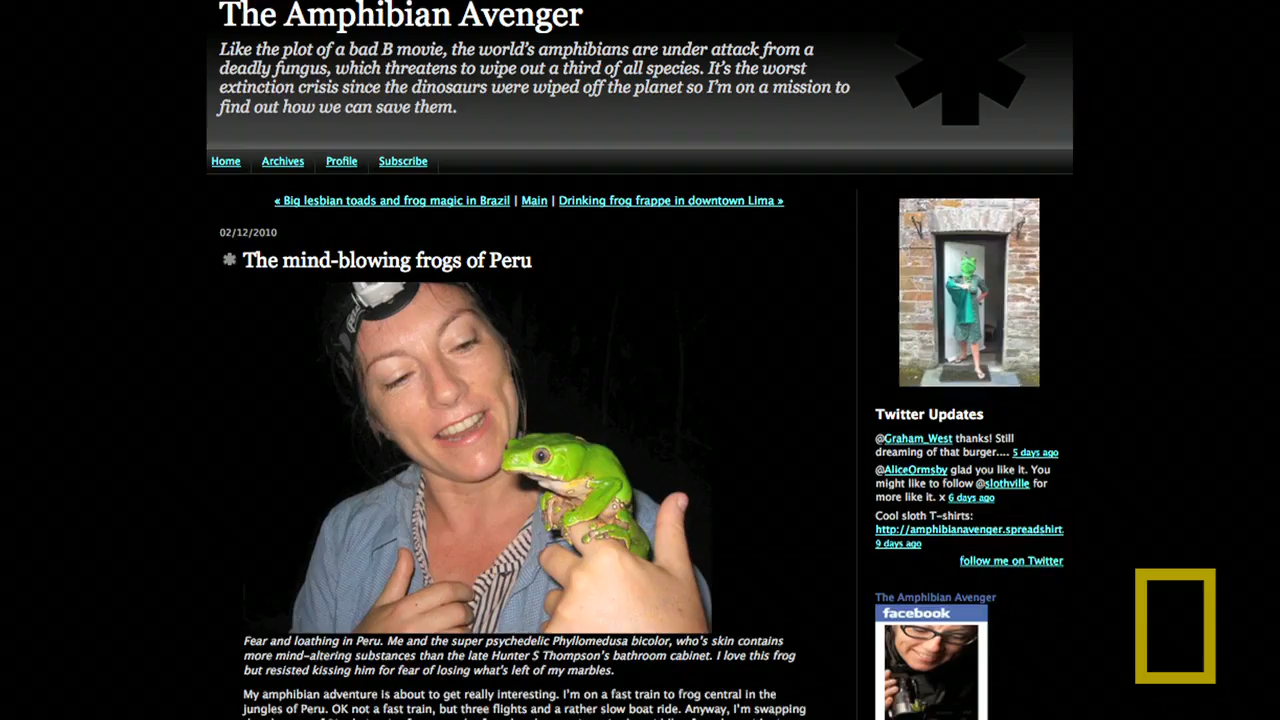 The Amphibian Avenger
Like the plot of a bad B movie, the world's amphibians are under attack from a
deadly fungus, which threatens to wipe out a third of all species. It's the worst
extinction crisis since the dinosaurs were wiped off the planet so I'm on a mission to
find out how we can save them.
Home Archives Profile Subscribe
« Big lesbian toads and frog magic in Brazil | Main | Drinking frog frappe in downtown Lima »
02/12/2010
The mind-blowing frogs of Peru
Fear and loathing in Peru. Me and the super psychedelic Phyllomedusa bicolor, who's skin contains
more mind-altering substances than the late Hunter S Thompson's bathroom cabinet. I love this frog
but resisted kissing him for fear of losing what's left of my marbles.
My amphibian adventure is about to get really interesting. I'm on a fast train to frog central in the
jungles of Peru. OK not a fast train, but three flights and a rather slow boat ride. Anyway, I'm swapping
Twitter Updates
@Graham_West thanks! Still
dreaming of that burger.... 5 days ago
@AliceOrmsby glad you like it. You
might like to follow @slothville for
more like it. x 6 days ago
Cool sloth T-shirts:
http://amphibianavenger.spreadshirt.
9 days ago
follow me on Twitter
The Amphibian Avenger
facebook